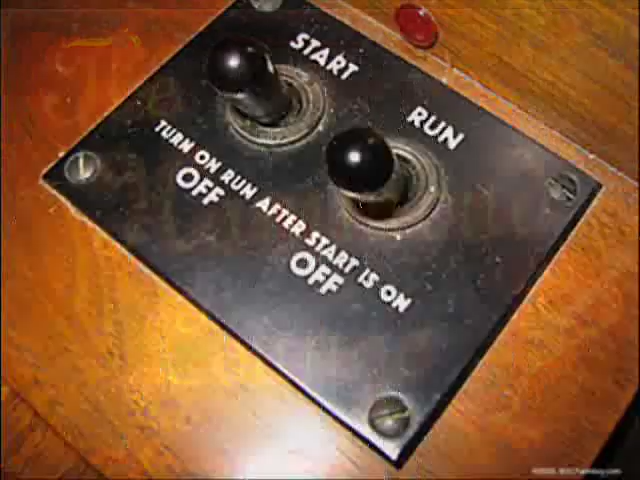 START
RUN
TURN ON RUN AFTER START IS ON
OFF
OFF